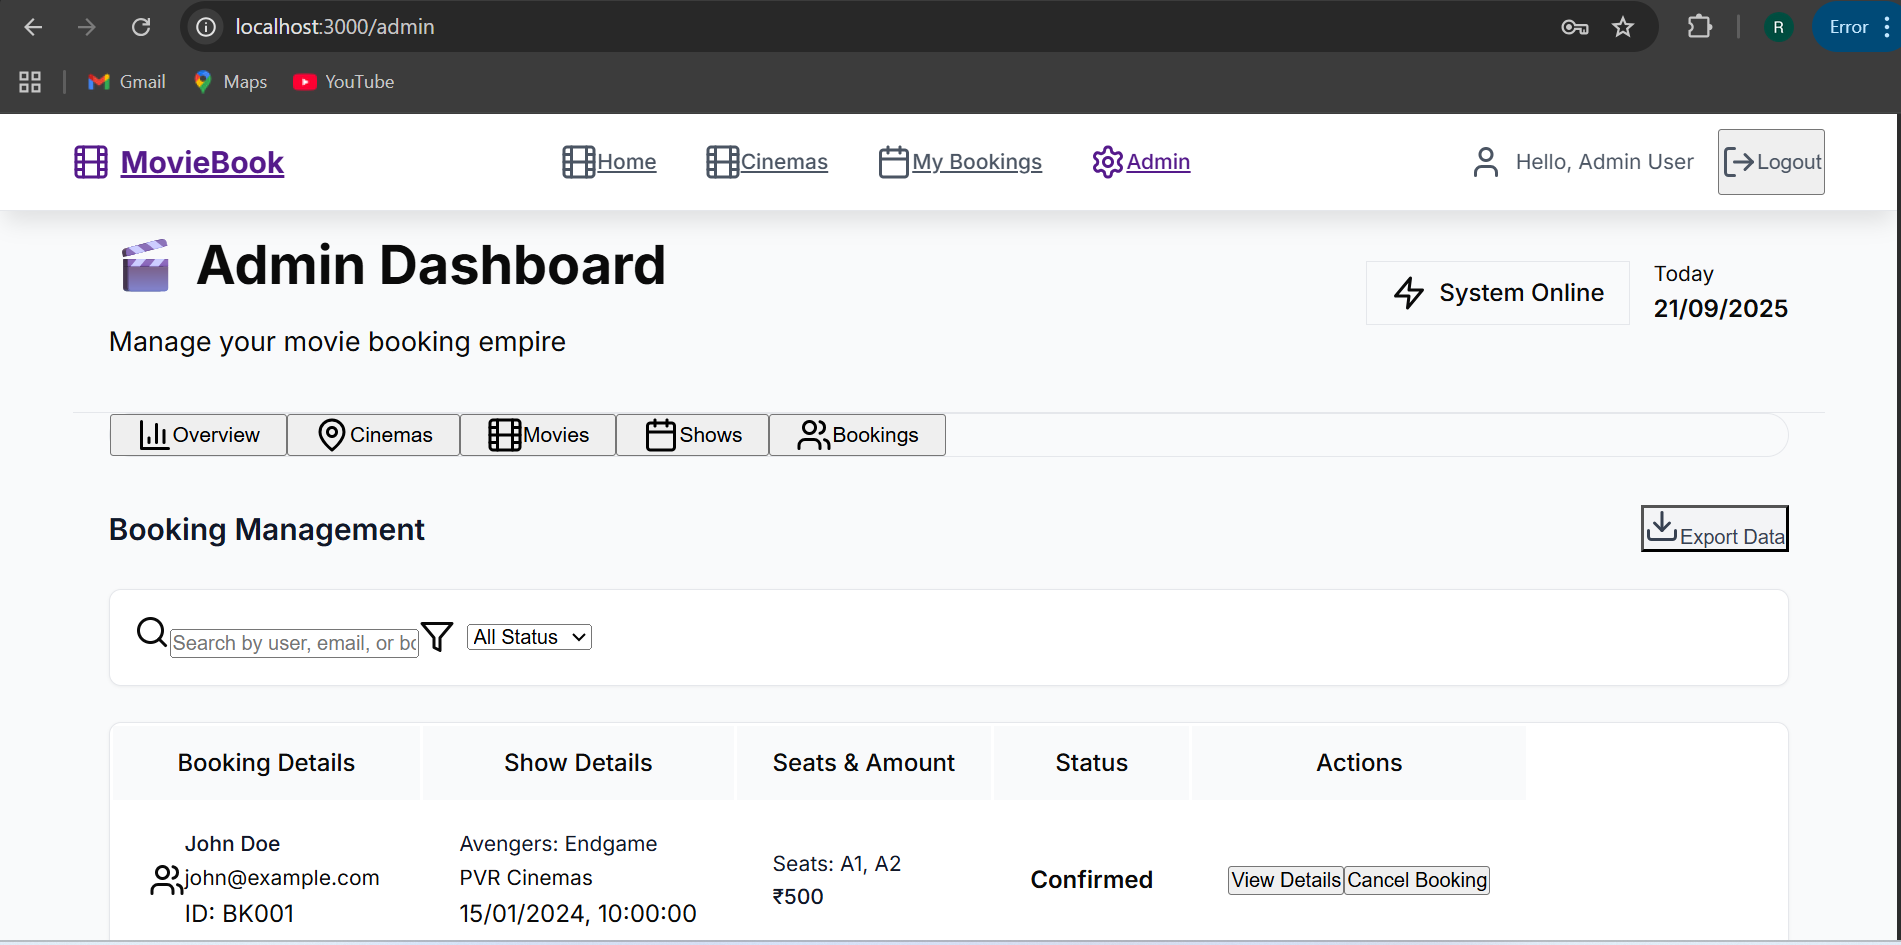 localhost:3000/admin
R
Error
Gmail
Maps
YouTube
MovieBook
Home
Cinemas
My Bookings
Admin
Hello, Admin User
Logout
Admin Dashboard
Manage your movie booking empire
System Online
Today
21/09/2025
Overview
Cinemas
Movies
Shows
Bookings
Booking Management
Export Data
Search by user, email, or bo
All Status
Booking Details
Show Details
Seats & Amount
Status
Actions
John Doe
john@example.com
ID: BK001
Avengers: Endgame
PVR Cinemas
15/01/2024, 10:00:00
Seats: A1, A2
₹500
Confirmed
View Details
Cancel Booking